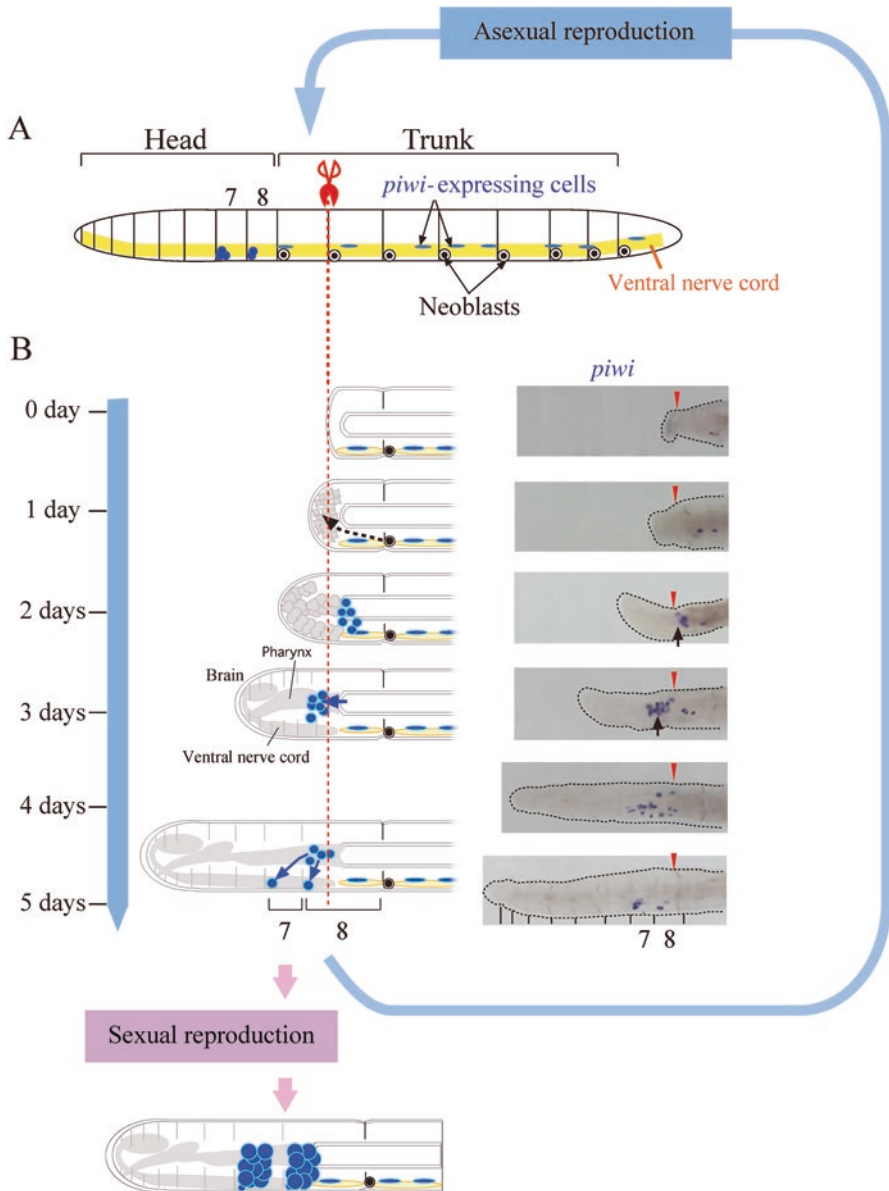 Asexual reproduction
A
Head
Trunk
7 8
piwi-expressing cells
Neoblasts
Ventral nerve cord
B
piwi
0 day
1 day
2 days
Pharynx
Brain
3 days
Ventral nerve cord
4 days
5 days
7 8
7 8
Sexual reproduction